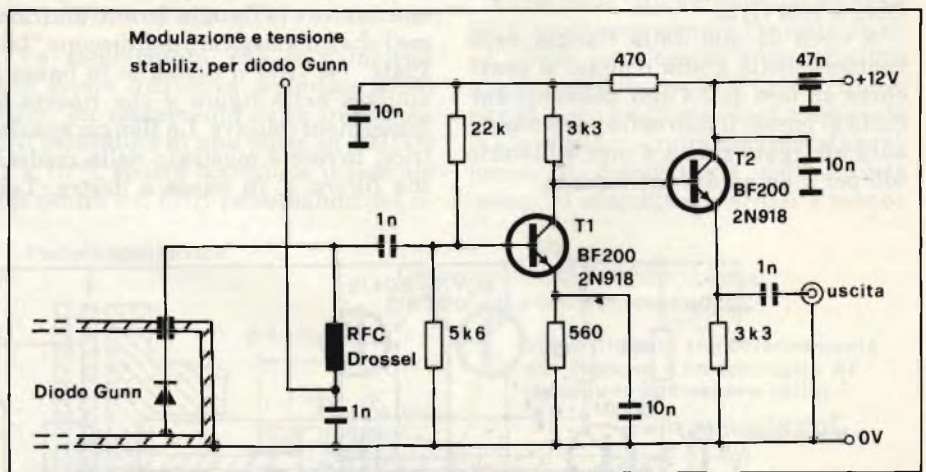 Modulazione e tensione
stabiliz. per diodo Gunn
470
47n
+12V
10n
22k
3k3
T2
10n
BF200
2N918
1n
T1
BF200
2N918
1n
uscita
RFC
Drossel
5k6
560
3k3
Diodo Gunn
1n
10n
0V